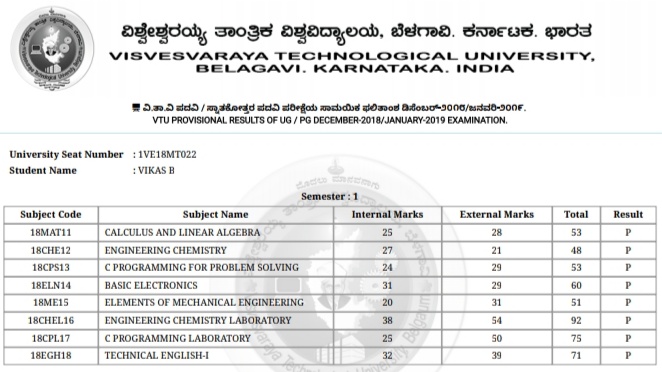 ವಿಶ್ವೇಶ್ವರಯ್ಯ ತಾಂತ್ರಿಕ ವಿಶ್ವವಿದ್ಯಾಲಯ, ಬೆಳಗಾವಿ. ಕರ್ನಾಟಕ. ಭಾರತ
VISVESVARAYA TECHNOLOGICAL UNIVERSITY,
BELAGAVI. KARNATAKA. INDIA
ವಿ.ತಾ.ವಿ ಪದವಿ / ಸ್ನಾತಕೋತ್ತರ ಪದವಿ ಪರೀಕ್ಷೆಯ ಸಾಮಯಿಕ ಫಲಿತಾಂಶ ಡಿಸೆಂಬರ್-೨೦೧೮/ಜನವರಿ-೨೦೧೯.
VTU PROVISIONAL RESULTS OF UG / PG DECEMBER-2018/JANUARY-2019 EXAMINATION.
University Seat Number : 1VE18MT022
Student Name : VIKAS B
Semester : 1
Subject Code Subject Name Internal Marks External Marks Total Result
18MAT11 CALCULUS AND LINEAR ALGEBRA 25 28 53 P
18CHE12 ENGINEERING CHEMISTRY 27 21 48 P
18CPS13 C PROGRAMMING FOR PROBLEM SOLVING 24 29 53 P
18ELN14 BASIC ELECTRONICS 31 29 60 P
18ME15 ELEMENTS OF MECHANICAL ENGINEERING 20 31 51 P
18CHEL16 ENGINEERING CHEMISTRY LABORATORY 38 54 92 P
18CPL17 C PROGRAMMING LABORATORY 25 50 75 P
18EGH18 TECHNICAL ENGLISH-I 32 39 71 P